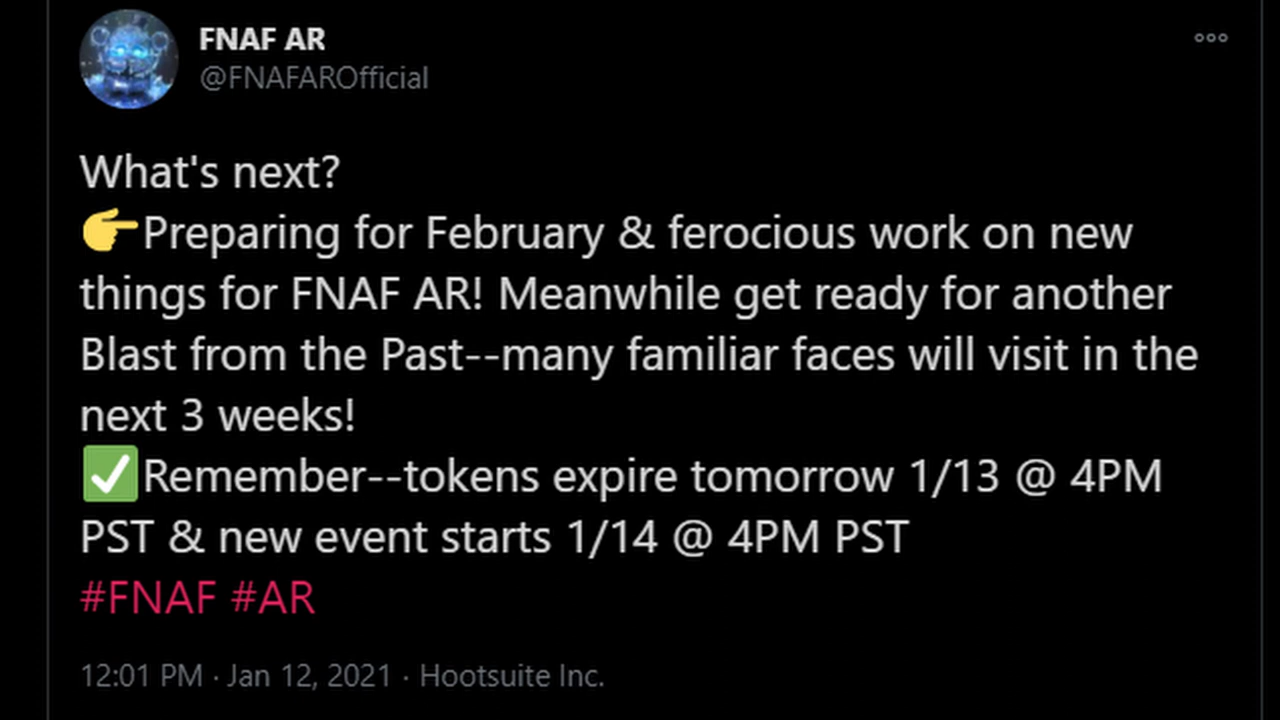 FNAF AR
@FNAFAROfficial
What's next?
👉Preparing for February & ferocious work on new
things for FNAF AR! Meanwhile get ready for another
Blast from the Past--many familiar faces will visit in the
next 3 weeks!
✅Remember--tokens expire tomorrow 1/13 @ 4PM
PST & new event starts 1/14 @ 4PM PST
#FNAF #AR
12:01 PM · Jan 12, 2021 · Hootsuite Inc.